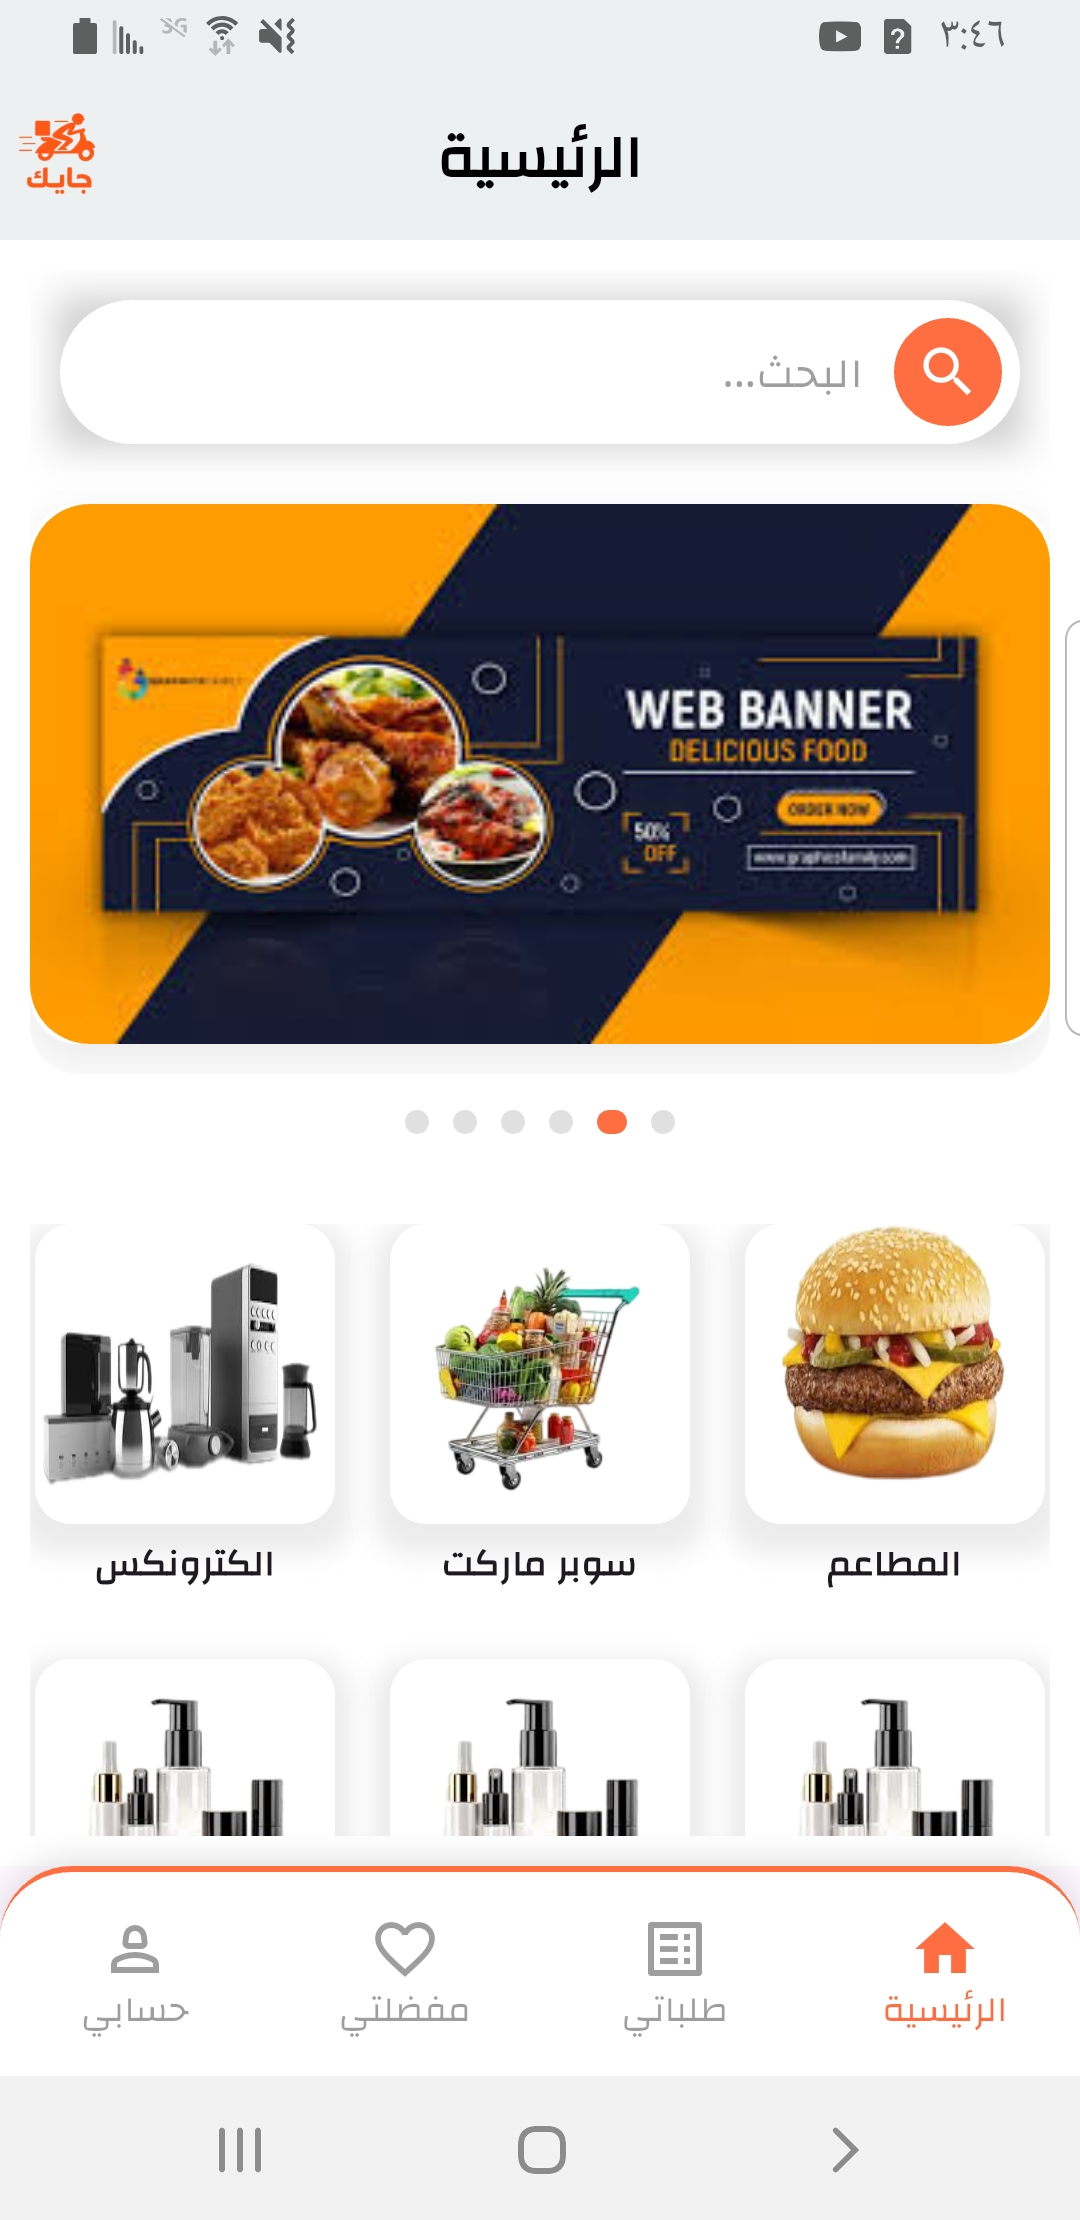 ٣:٤٦
3G
الرئيسية
جايك
البحث...
WEB BANNER
DELICIOUS FOOD
ORDER NOW
50%
OFF
www.graphicsfamily.com
المطاعم
سوبر ماركت
الكترونكس
الرئيسية
طلباتي
مفضلتي
حسابي